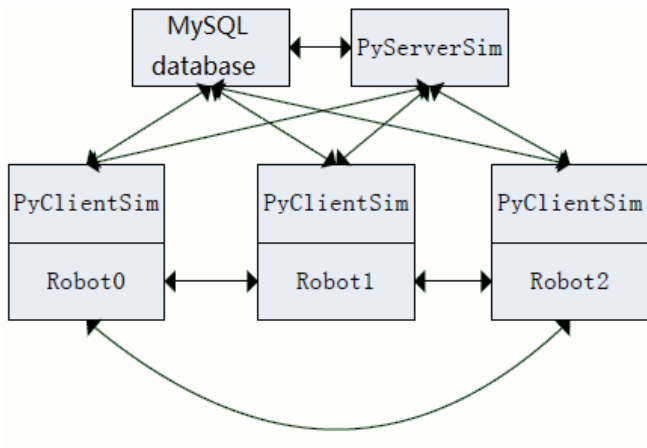 MySQL
database
PyServerSim
PyClientSim
PyClientSim
PyClientSim
Robot0
Robot1
Robot2